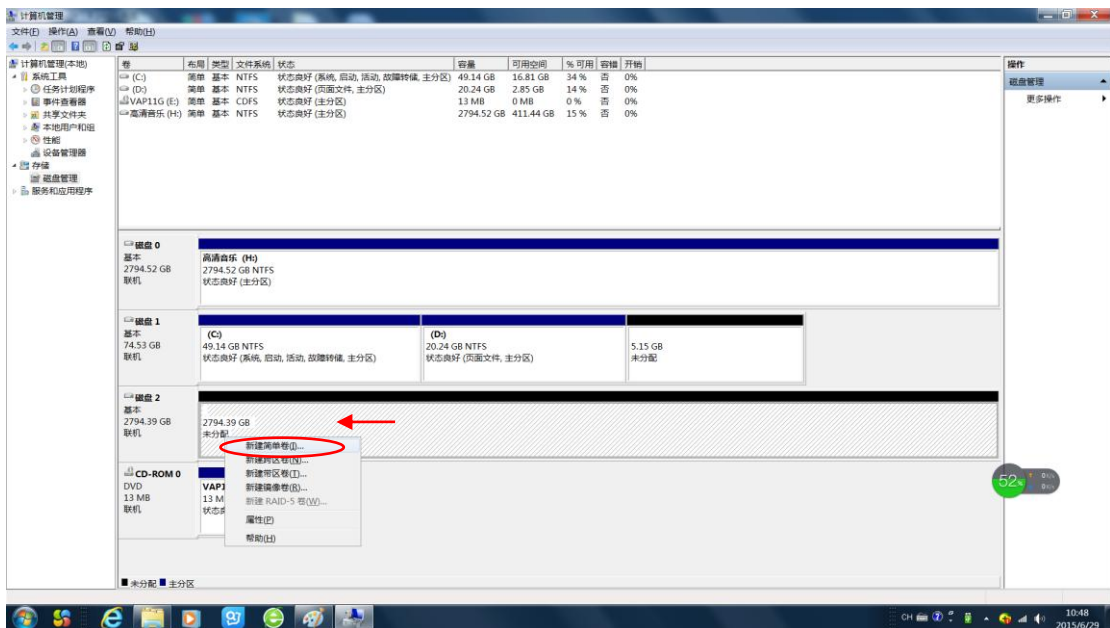 计算机管理
文件(F) 操作(A) 查看(V) 帮助(H)
计算机管理(本地)
系统工具
任务计划程序
事件查看器
共享文件夹
本地用户和组
性能
设备管理器
存储
磁盘管理
服务和应用程序
卷 布局 类型 文件系统 状态 容量 可用空间 % 可用 容错 开销
(C:) 简单 基本 NTFS 状态良好 (系统, 启动, 活动, 故障转储, 主分区) 49.14 GB 16.81 GB 34 % 否 0%
(D:) 简单 基本 NTFS 状态良好 (页面文件, 主分区) 20.24 GB 2.85 GB 14 % 否 0%
VAP11G (E:) 简单 基本 CDFS 状态良好 (主分区) 13 MB 0 MB 0 % 否 0%
高清音乐 (H:) 简单 基本 NTFS 状态良好 (主分区) 2794.52 GB 411.44 GB 15 % 否 0%
操作
磁盘管理
更多操作
磁盘 0
基本
2794.52 GB
联机
高清音乐 (H:)
2794.52 GB NTFS
状态良好 (主分区)
磁盘 1
基本
74.53 GB
联机
(C:)
49.14 GB NTFS
状态良好 (系统, 启动, 活动, 故障转储, 主分区)
(D:)
20.24 GB NTFS
状态良好 (页面文件, 主分区)
5.15 GB
未分配
磁盘 2
基本
2794.39 GB
联机
2794.39 GB
未分配
新建简单卷(I)...
新建跨区卷(N)...
新建带区卷(T)...
新建镜像卷(R)...
新建 RAID-5 卷(W)...
属性(P)
帮助(H)
CD-ROM 0
DVD
13 MB
联机
VAP1
13 M
状态
52%
未分配 主分区
CH
10:48
2015/6/29